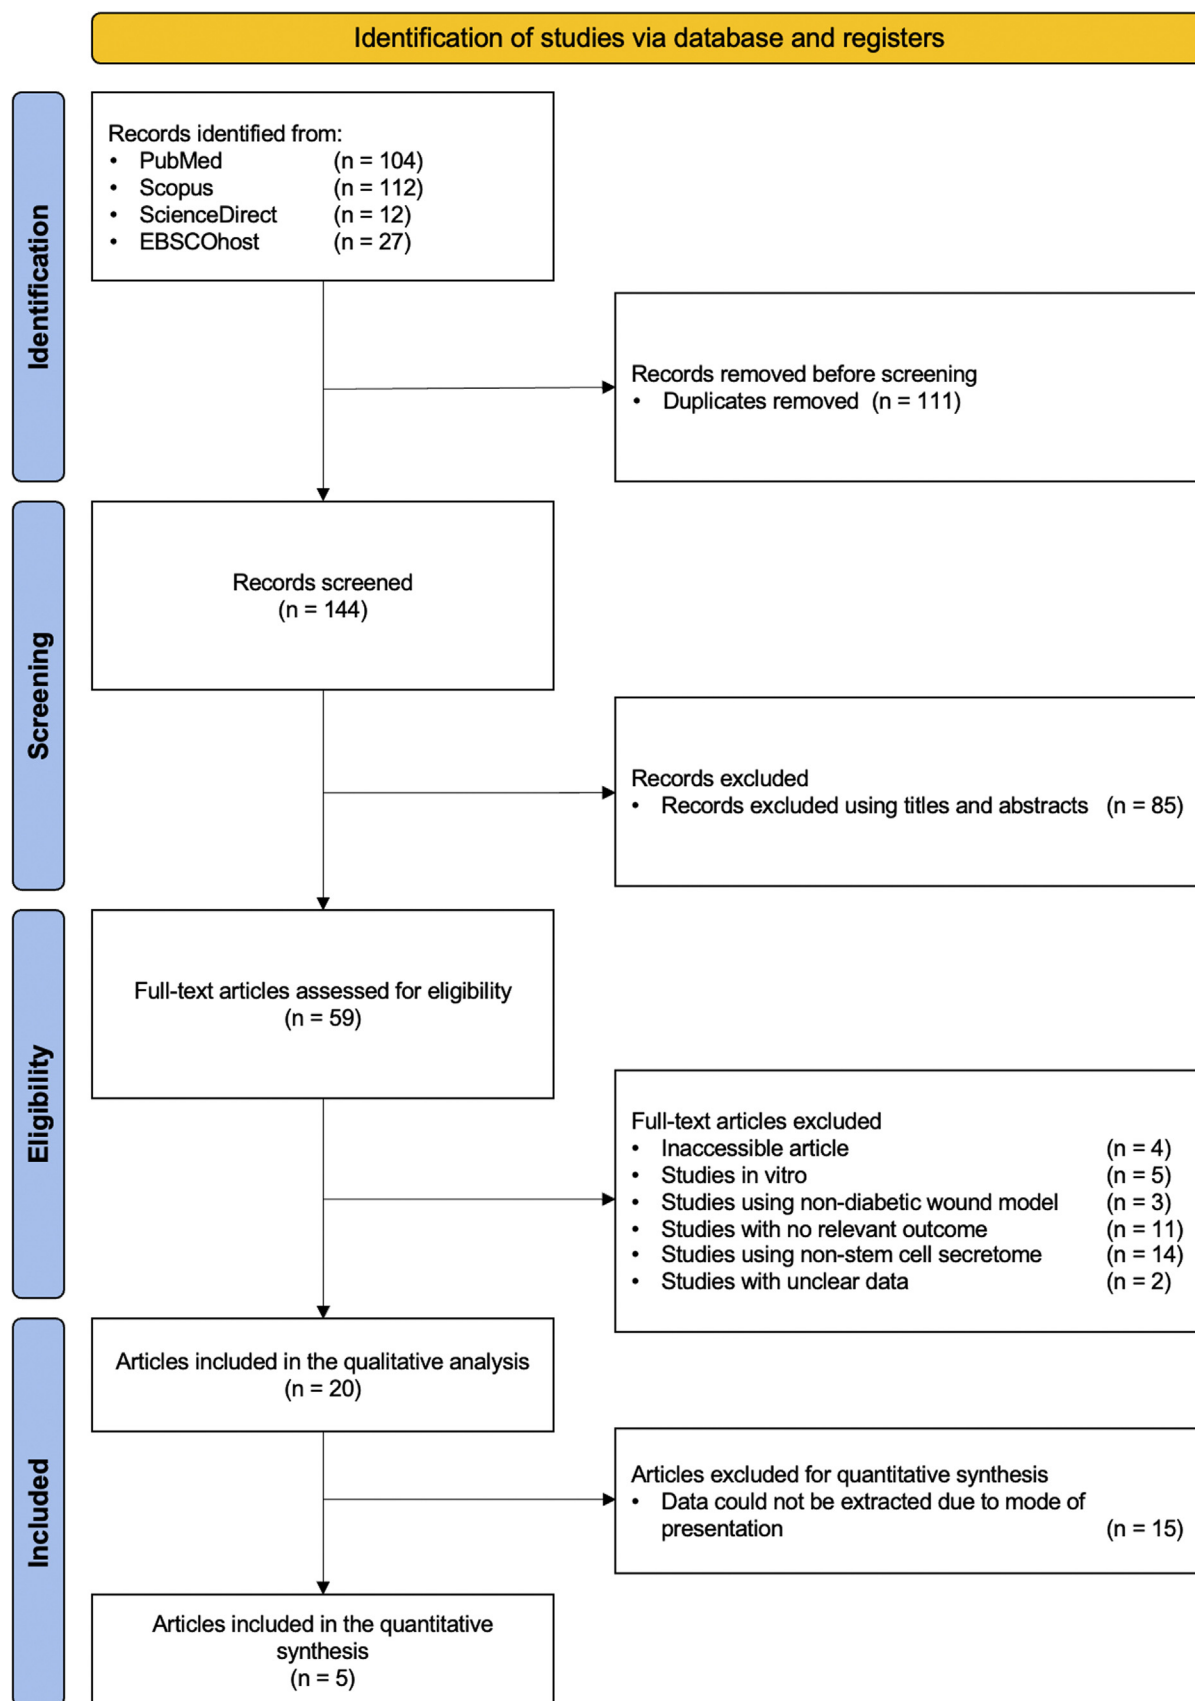 Identification of studies via database and registers
Identification
Records identified from:
• PubMed (n = 104)
• Scopus (n = 112)
• ScienceDirect (n = 12)
• EBSCOhost (n = 27)
Records removed before screening
• Duplicates removed (n = 111)
Screening
Records screened
(n = 144)
Records excluded
• Records excluded using titles and abstracts (n = 85)
Eligibility
Full-text articles assessed for eligibility
(n = 59)
Full-text articles excluded
• Inaccessible article (n = 4)
• Studies in vitro (n = 5)
• Studies using non-diabetic wound model (n = 3)
• Studies with no relevant outcome (n = 11)
• Studies using non-stem cell secretome (n = 14)
• Studies with unclear data (n = 2)
Included
Articles included in the qualitative analysis
(n = 20)
Articles excluded for quantitative synthesis
• Data could not be extracted due to mode of
presentation (n = 15)
Articles included in the quantitative
synthesis
(n = 5)